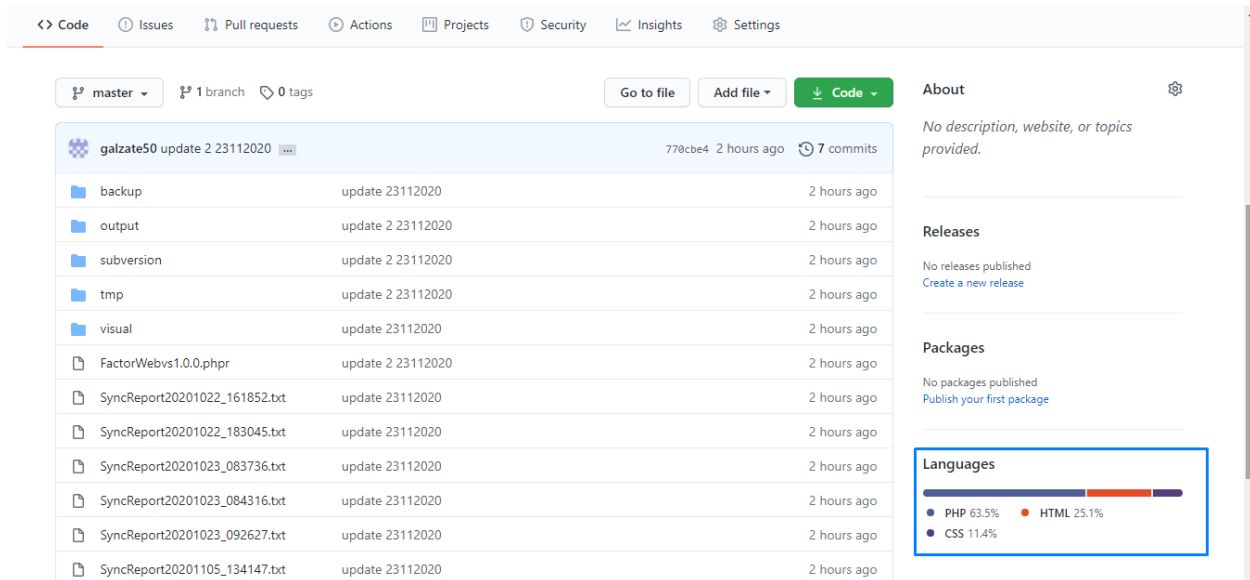 <> Code Issues Pull requests Actions Projects Security Insights Settings
master 1 branch 0 tags Go to file Add file Code
galzate50 update 2 23112020 ... 770cbe4 2 hours ago 7 commits
backup update 23112020 2 hours ago
output update 2 23112020 2 hours ago
subversion update 2 23112020 2 hours ago
tmp update 2 23112020 2 hours ago
visual update 23112020 2 hours ago
FactorWebvs1.0.0.phpr update 2 23112020 2 hours ago
SyncReport20201022_161852.txt update 23112020 2 hours ago
SyncReport20201022_183045.txt update 23112020 2 hours ago
SyncReport20201023_083736.txt update 23112020 2 hours ago
SyncReport20201023_084316.txt update 23112020 2 hours ago
SyncReport20201023_092627.txt update 23112020 2 hours ago
SyncReport20201105_134147.txt update 23112020 2 hours ago
About
No description, website, or topics
provided.
Releases
No releases published
Create a new release
Packages
No packages published
Publish your first package
Languages
PHP 63.5% HTML 25.1%
CSS 11.4%